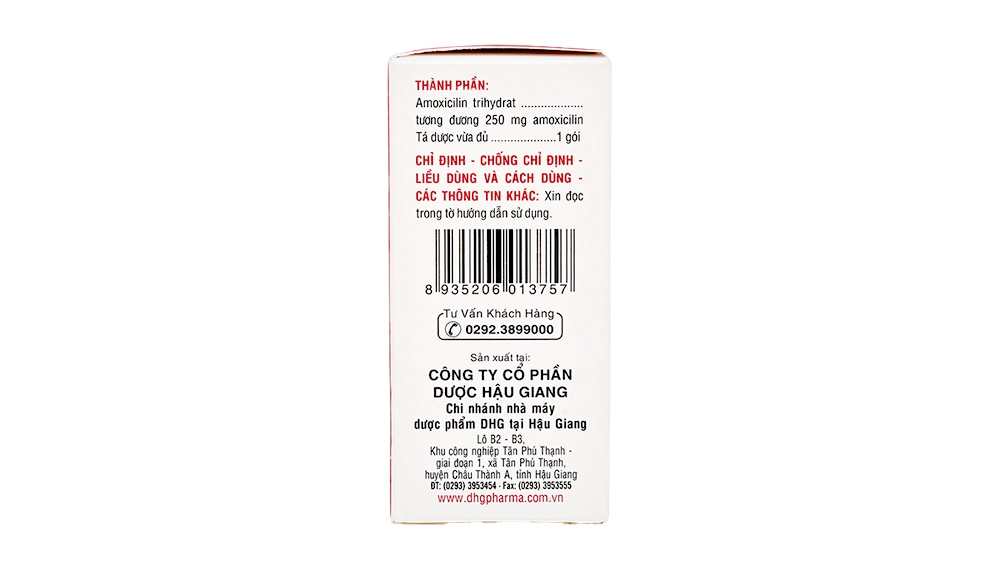 THÀNH PHẦN:
Amoxicilin trihydrat ...................
tương đương 250 mg amoxicilin
Tá dược vừa đủ ....................1 gói
CHỈ ĐỊNH - CHỐNG CHỈ ĐỊNH -
LIỀU DÙNG VÀ CÁCH DÙNG -
CÁC THÔNG TIN KHÁC: Xin đọc
trong tờ hướng dẫn sử dụng.
8 935206 013757
Tư Vấn Khách Hàng
0292.3899000
Sản xuất tại:
CÔNG TY CỔ PHẦN
DƯỢC HẬU GIANG
Chi nhánh nhà máy
dược phẩm DHG tại Hậu Giang
Lô B2 - B3,
Khu công nghiệp Tân Phú Thạnh -
giai đoạn 1, xã Tân Phú Thạnh,
huyện Châu Thành A, tỉnh Hậu Giang
ĐT: (0293) 3953454 - Fax: (0293) 3953555
www.dhgpharma.com.vn